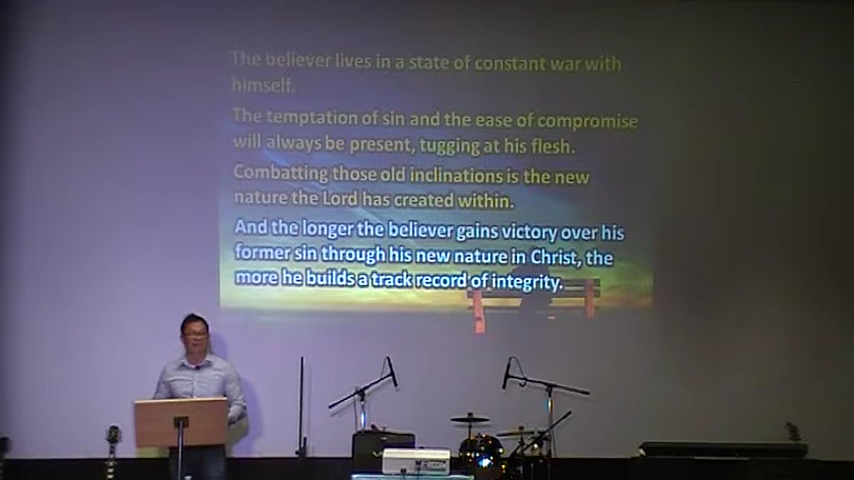 The believer lives in a state of constant war with
himself.
The temptation of sin and the ease of compromise
will always be present, tugging at his flesh.
Combatting those old inclinations is the new
nature the Lord has created within.
And the longer the believer gains victory over his
former sin through his new nature in Christ, the
more he builds a track record of integrity.